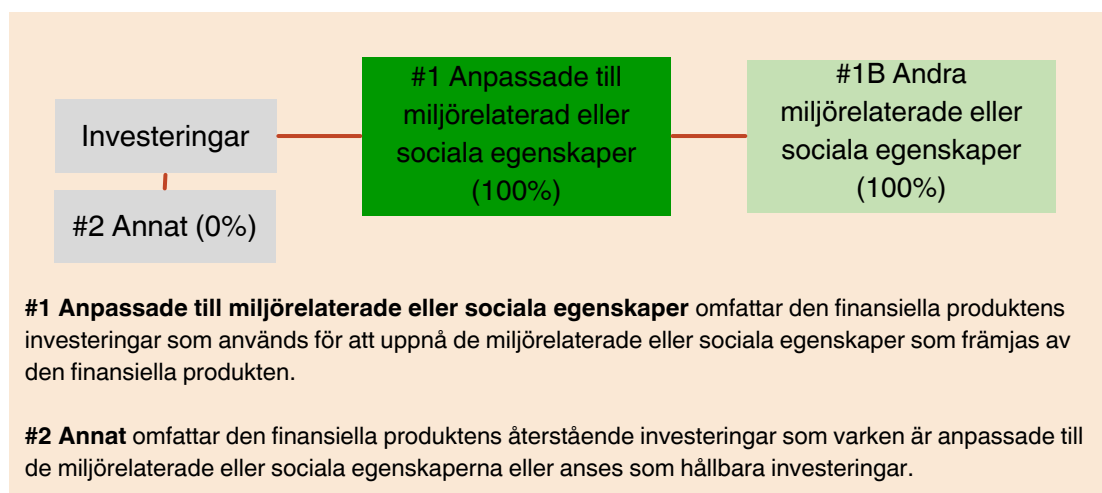 Investeringar
#2 Annat (0%)
#1 Anpassade till
miljörelaterad eller
sociala egenskaper
(100%)
#1B Andra
miljörelaterade eller
sociala egenskaper
(100%)
#1 Anpassade till miljörelaterade eller sociala egenskaper omfattar den finansiella produktens
investeringar som används för att uppnå de miljörelaterade eller sociala egenskaper som främjas av
den finansiella produkten.
#2 Annat omfattar den finansiella produktens återstående investeringar som varken är anpassade till
de miljörelaterade eller sociala egenskaperna eller anses som hållbara investeringar.